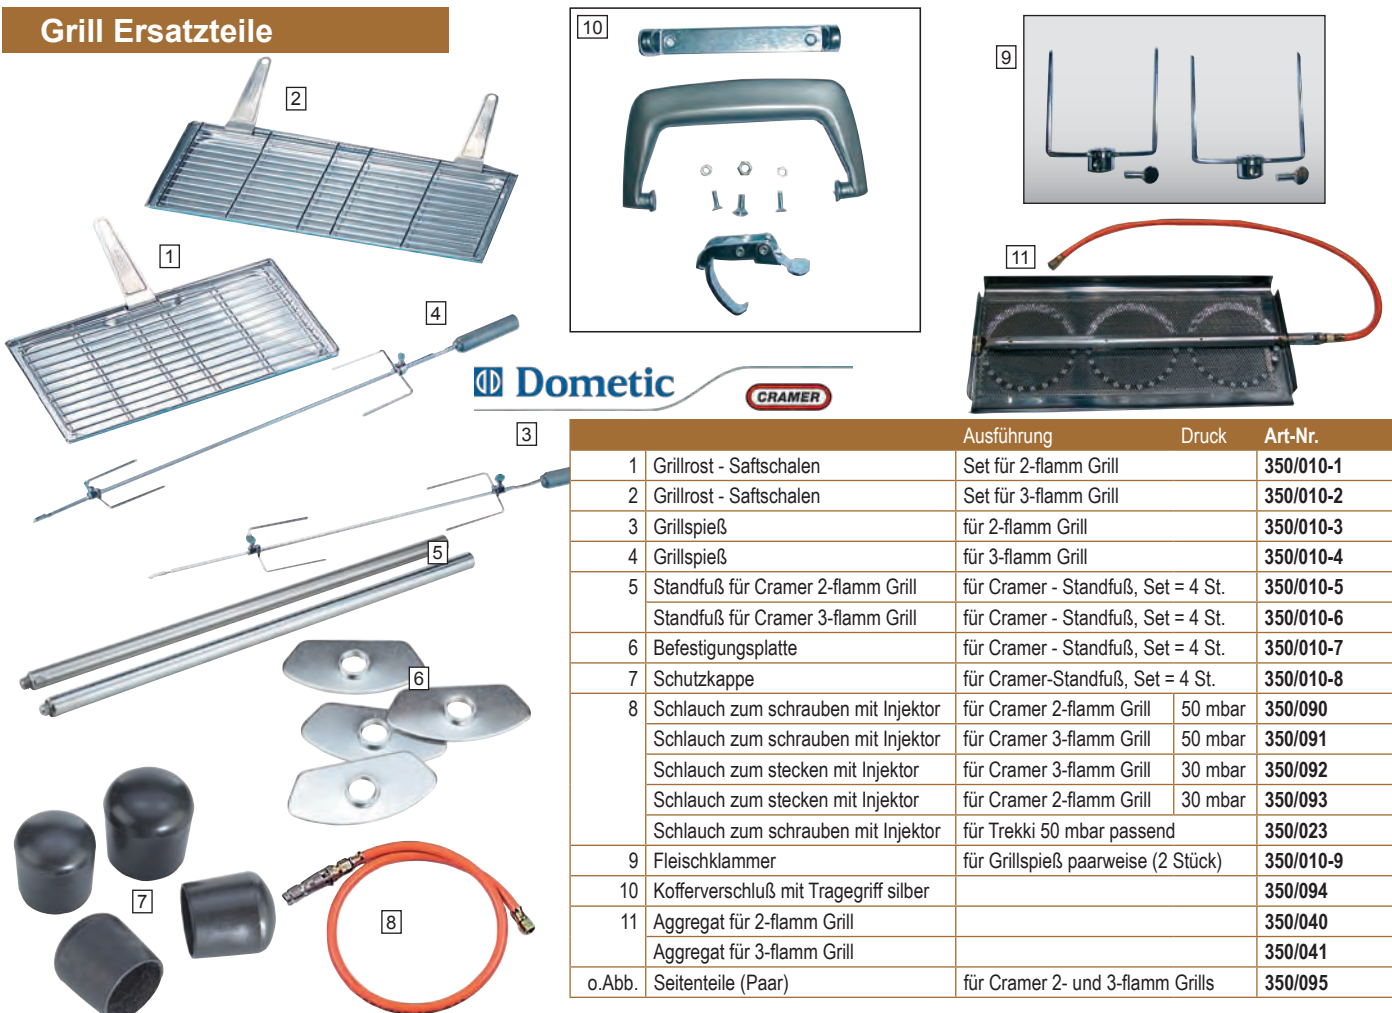 Grill Ersatzteile
10
9
2
1
11
4
Dometic
CRAMER
3
5
6
7
8
Ausführung Druck Art-Nr.
1 Grillrost - Saftschalen Set für 2-flamm Grill 350/010-1
2 Grillrost - Saftschalen Set für 3-flamm Grill 350/010-2
3 Grillspieß für 2-flamm Grill 350/010-3
4 Grillspieß für 3-flamm Grill 350/010-4
5 Standfuß für Cramer 2-flamm Grill für Cramer - Standfuß, Set = 4 St. 350/010-5
Standfuß für Cramer 3-flamm Grill für Cramer - Standfuß, Set = 4 St. 350/010-6
6 Befestigungsplatte für Cramer - Standfuß, Set = 4 St. 350/010-7
7 Schutzkappe für Cramer-Standfuß, Set = 4 St. 350/010-8
8 Schlauch zum schrauben mit Injektor für Cramer 2-flamm Grill 50 mbar 350/090
Schlauch zum schrauben mit Injektor für Cramer 3-flamm Grill 50 mbar 350/091
Schlauch zum stecken mit Injektor für Cramer 3-flamm Grill 30 mbar 350/092
Schlauch zum stecken mit Injektor für Cramer 2-flamm Grill 30 mbar 350/093
Schlauch zum schrauben mit Injektor für Trekki 50 mbar passend 350/023
9 Fleischklammer für Grillspieß paarweise (2 Stück) 350/010-9
10 Kofferverschluß mit Tragegriff silber 350/094
11 Aggregat für 2-flamm Grill 350/040
Aggregat für 3-flamm Grill 350/041
o.Abb. Seitenteile (Paar) für Cramer 2- und 3-flamm Grills 350/095